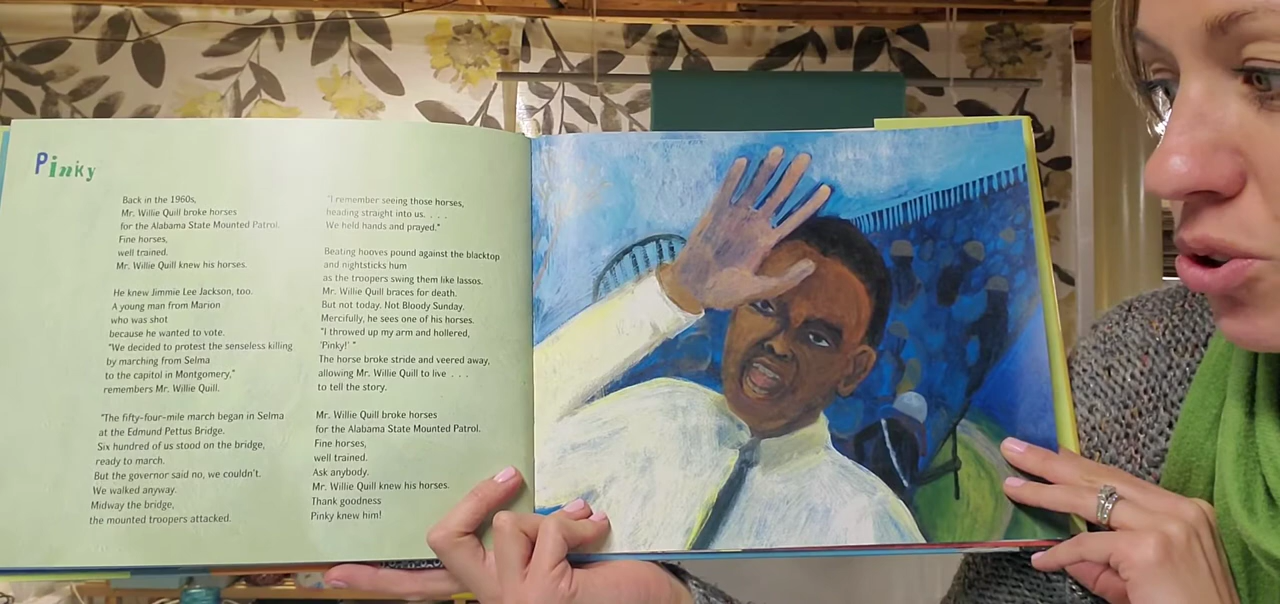 Pinky
Back in the 1960s,
Mr. Willie Quill broke horses
for the Alabama State Mounted Patrol.
Fine horses,
well trained.
Mr. Willie Quill knew his horses.
He knew Jimmie Lee Jackson, too.
A young man from Marion
who was shot
because he wanted to vote.
"We decided to protest the senseless killing
by marching from Selma
to the capitol in Montgomery,"
remembers Mr. Willie Quill.
"The fifty-four-mile march began in Selma
at the Edmund Pettus Bridge.
Six hundred of us stood on the bridge,
ready to march.
But the governor said no, we couldn't.
We walked anyway.
Midway the bridge,
the mounted troopers attacked.
"I remember seeing those horses,
heading straight into us. . . .
We held hands and prayed."
Beating hooves pound against the blacktop
and nightsticks hum
as the troopers swing them like lassos.
Mr. Willie Quill braces for death.
But not today. Not Bloody Sunday.
Mercifully, he sees one of his horses.
"I throwed up my arm and hollered,
'Pinky!' "
The horse broke stride and veered away,
allowing Mr. Willie Quill to live . . .
to tell the story.
Mr. Willie Quill broke horses
for the Alabama State Mounted Patrol.
Fine horses,
well trained.
Ask anybody.
Mr. Willie Quill knew his horses.
Thank goodness
Pinky knew him!